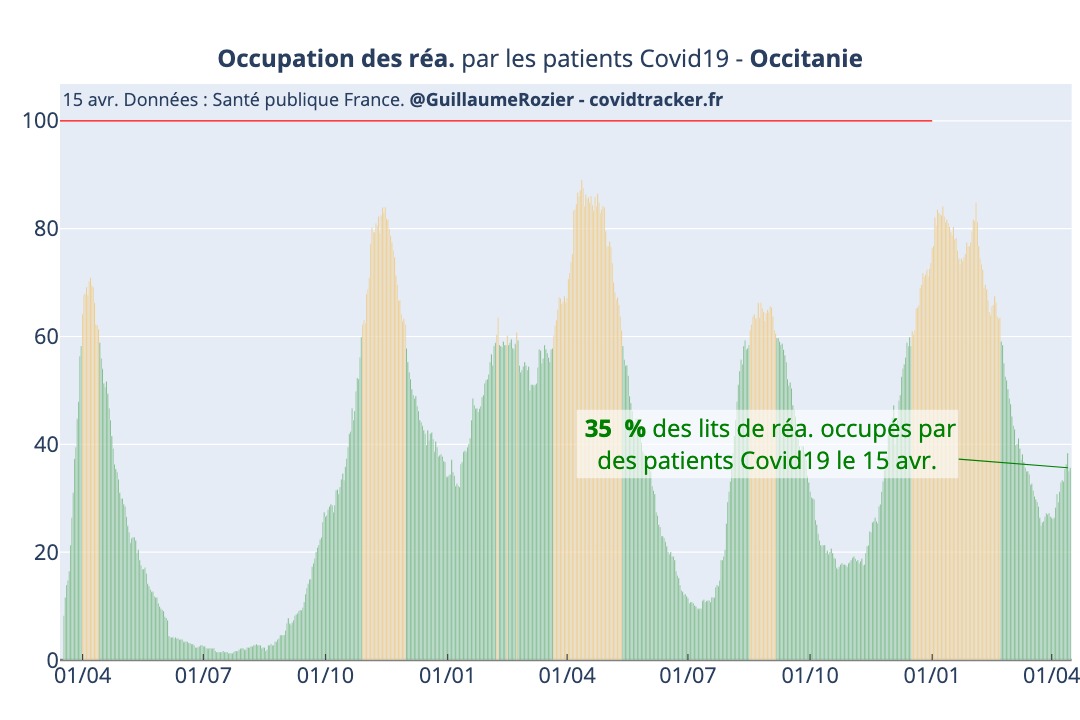 Occupation des réa. par les patients Covid19 - Occitanie
15 avr. Données : Santé publique France. @GuillaumeRozier - covidtracker.fr
100
80
60
40
20
0
35 % des lits de réa. occupés par
des patients Covid19 le 15 avr.
01/04 01/07 01/10 01/01 01/04 01/07 01/10 01/01 01/04